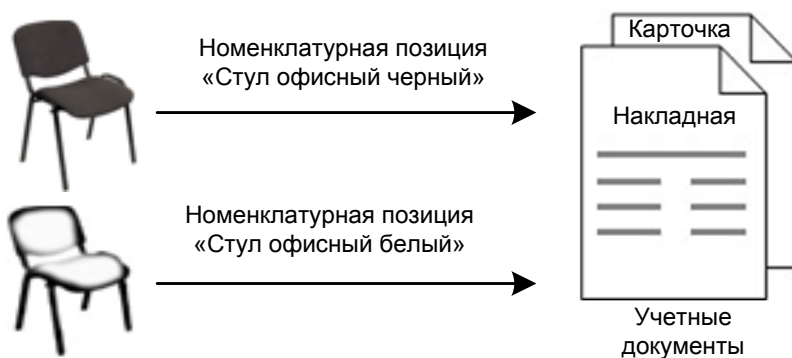 Номенклатурная позиция
«Стул офисный черный»
Номенклатурная позиция
«Стул офисный белый»
Карточка
Накладная
Учетные
документы